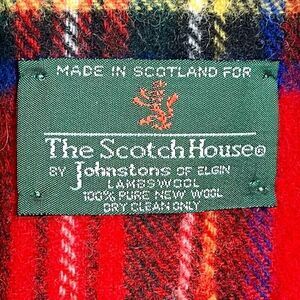 MADE IN SCOTLAND FOR
The Scotch House®
BY Johnstons OF ELGIN
LAMBSWOOL
100% PURE NEW WOOL
DRY CLEAN ONLY